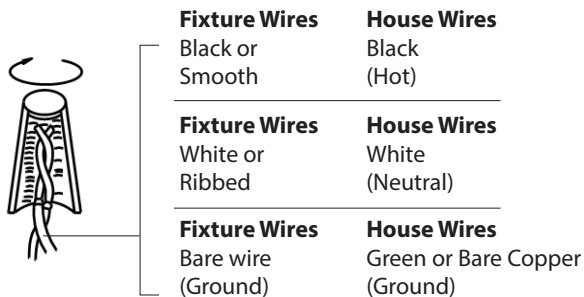 Fixture Wires House Wires
Black or Black
Smooth (Hot)
Fixture Wires House Wires
White or White
Ribbed (Neutral)
Fixture Wires House Wires
Bare wire Green or Bare Copper
(Ground) (Ground)